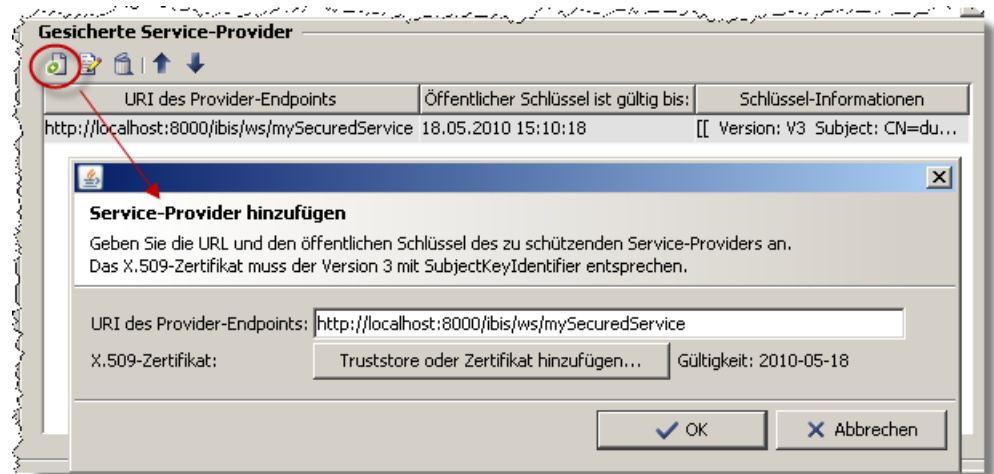 Gesicherte Service-Provider
URI des Provider-Endpoints Öffentlicher Schlüssel ist gültig bis: Schlüssel-Informationen
http://localhost:8000/ibis/ws/mySecuredService 18.05.2010 15:10:18 [[ Version: V3 Subject: CN=du...
Service-Provider hinzufügen
Geben Sie die URL und den öffentlichen Schlüssel des zu schützenden Service-Providers an.
Das X.509-Zertifikat muss der Version 3 mit SubjectKeyIdentifier entsprechen.
URI des Provider-Endpoints: http://localhost:8000/ibis/ws/mySecuredService
X.509-Zertifikat: Truststore oder Zertifikat hinzufügen... Gültigkeit: 2010-05-18
OK Abbrechen